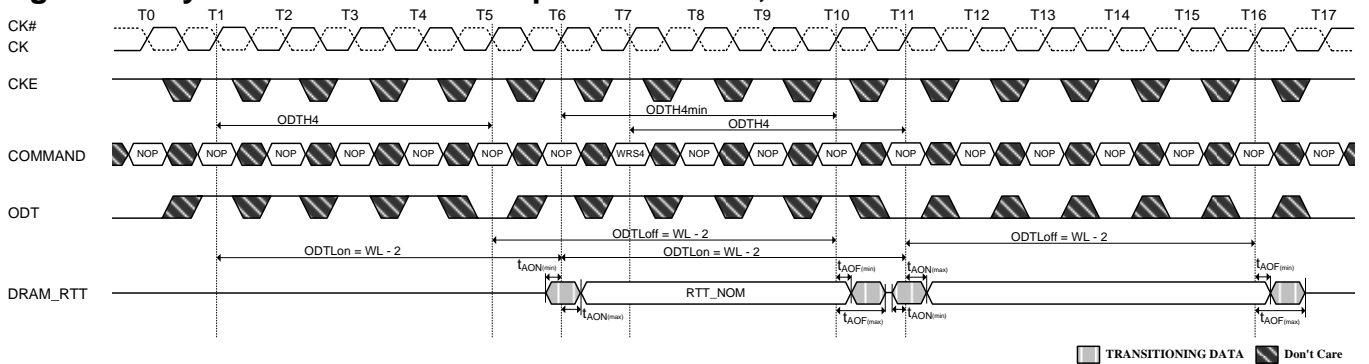 T0 T1 T2 T3 T4 T5 T6 T7 T8 T9 T10 T11 T12 T13 T14 T15 T16 T17
CK#
CK
CKE
ODTH4 ODTH4min
ODTH4
COMMAND NOP NOP NOP NOP NOP NOP NOP WRS4 NOP NOP NOP NOP NOP NOP NOP NOP NOP NOP
ODT
ODTLoff = WL - 2 ODTLoff = WL - 2
ODTLon = WL - 2 ODTLon = WL - 2
tAON(min) tAOF(min) tAON(max) tAOF(min)
DRAM_RTT RTT_NOM
tAON(max) tAOF(max) tAON(min) tAOF(max)
TRANSITIONING DATA Don't Care